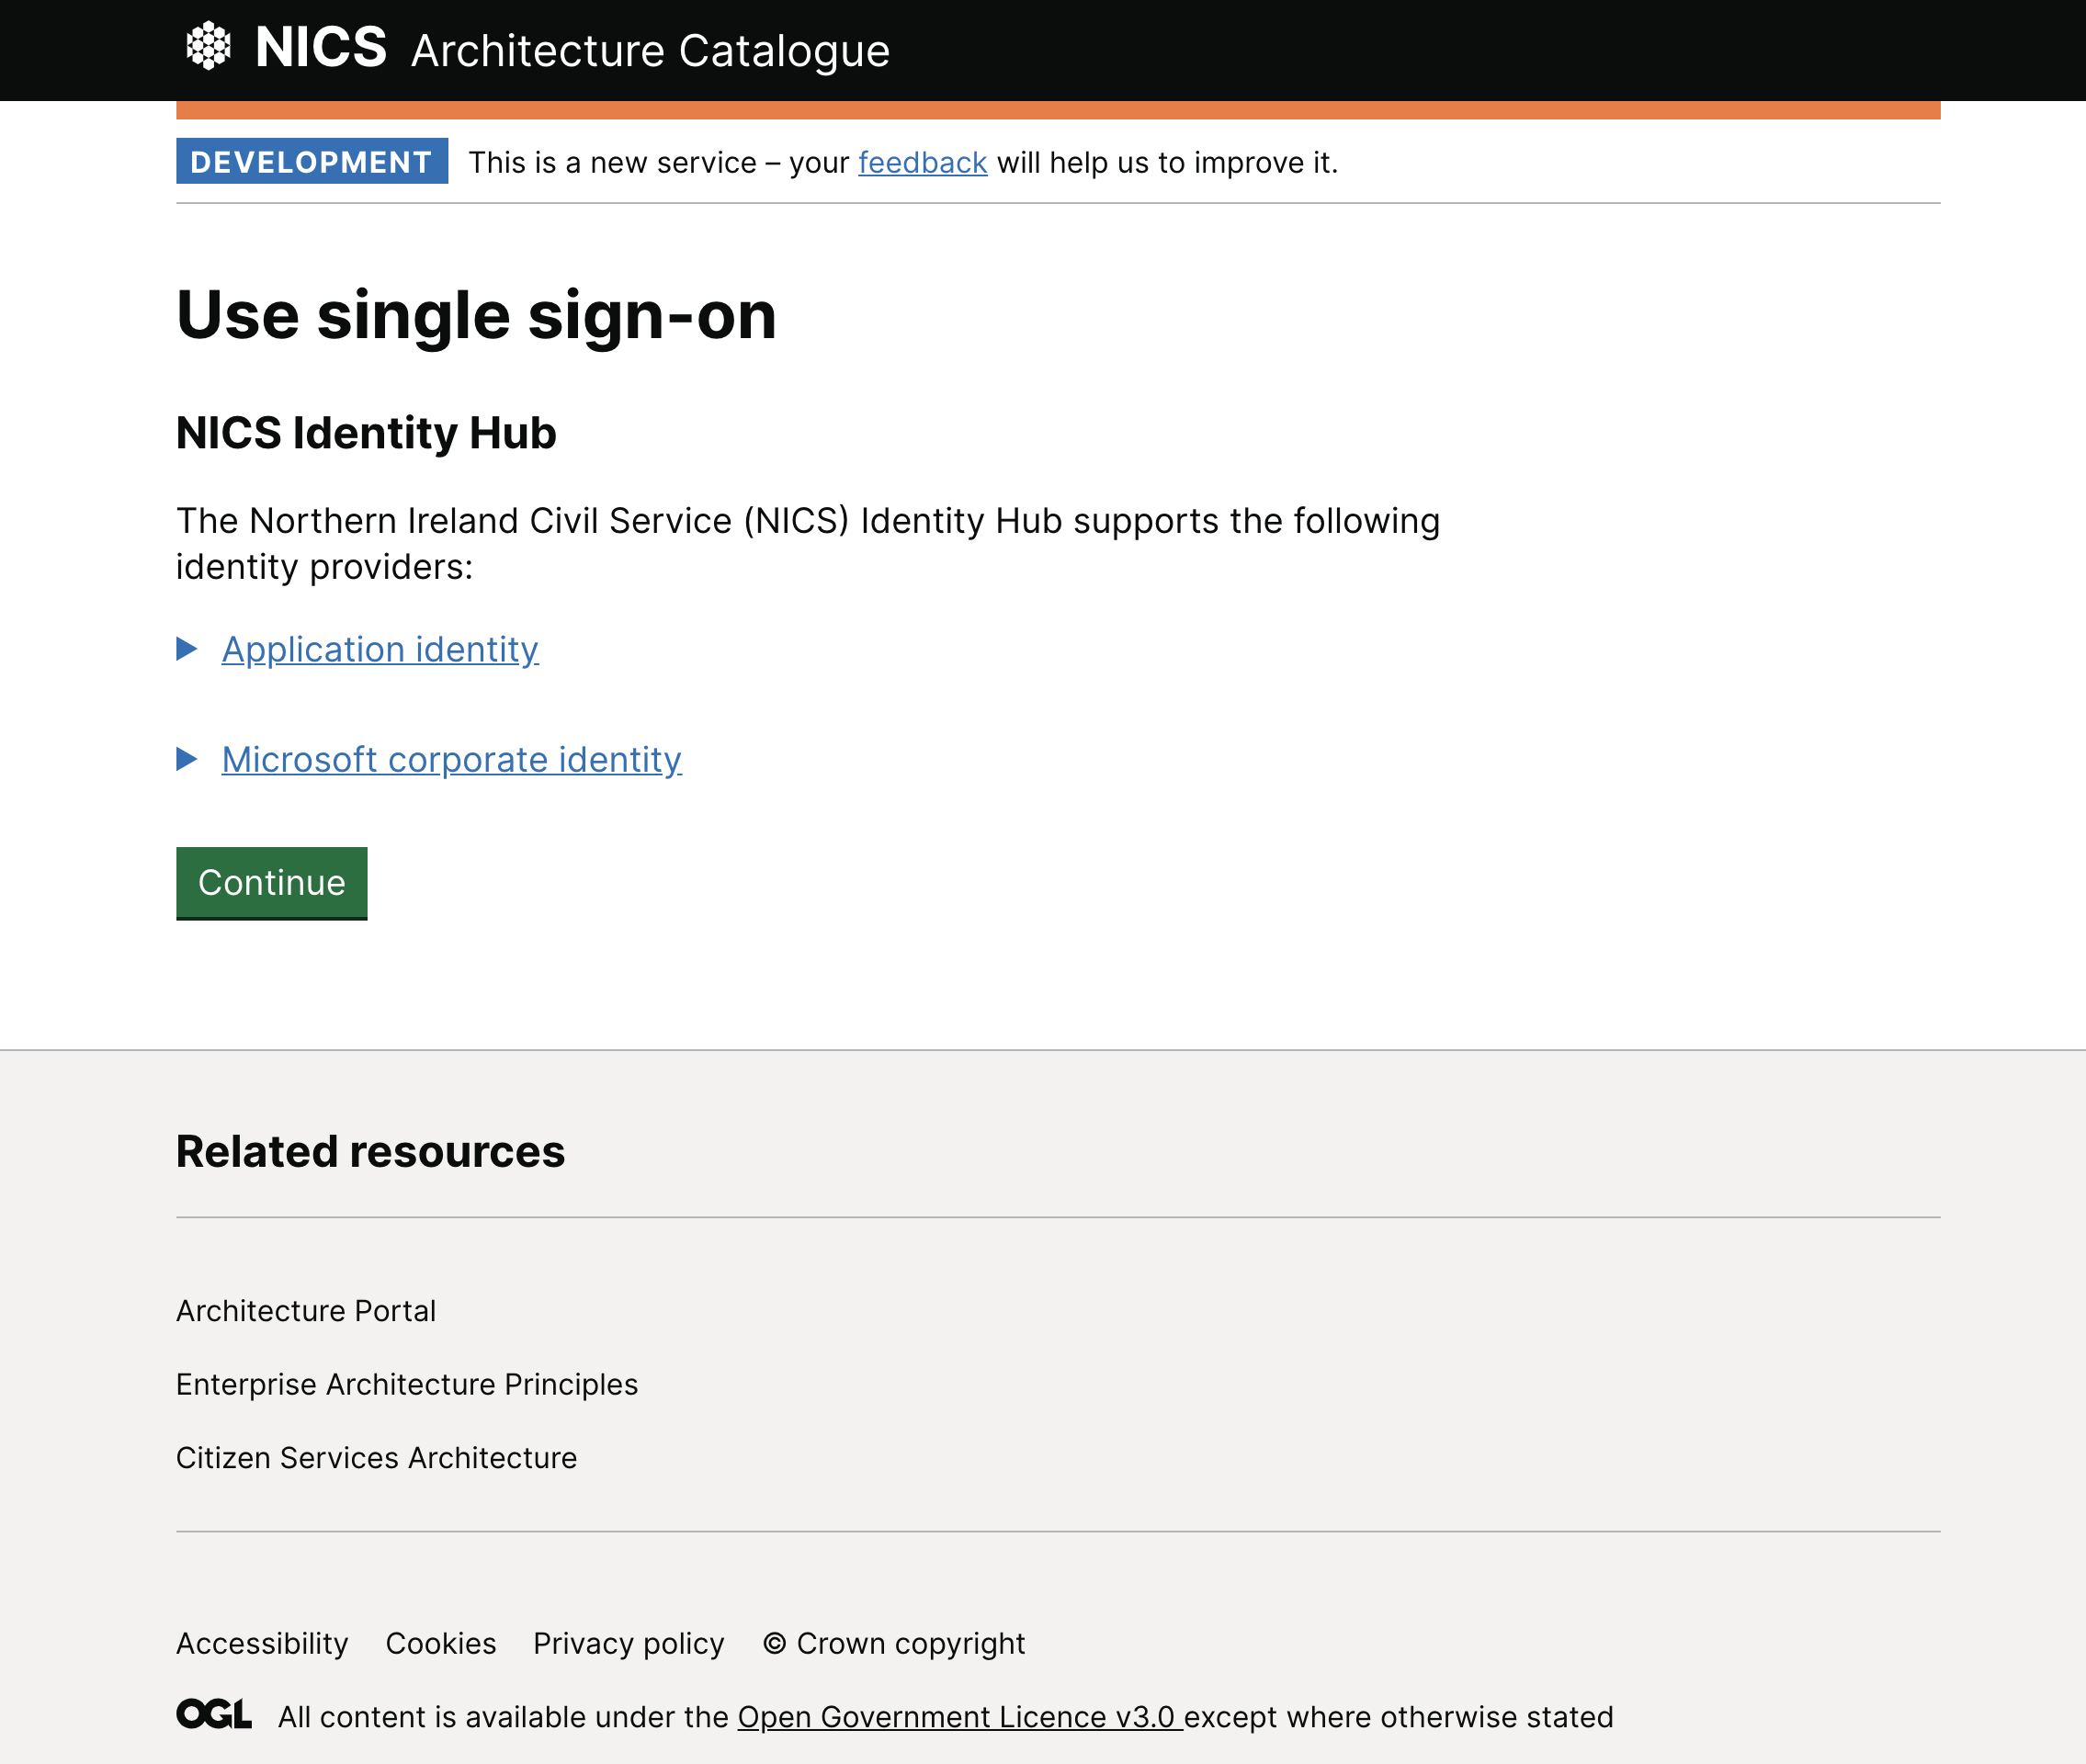 NICS Architecture Catalogue
DEVELOPMENT This is a new service – your feedback will help us to improve it.
Use single sign-on
NICS Identity Hub
The Northern Ireland Civil Service (NICS) Identity Hub supports the following
identity providers:
Application identity
Microsoft corporate identity
Continue
Related resources
Architecture Portal
Enterprise Architecture Principles
Citizen Services Architecture
Accessibility Cookies Privacy policy © Crown copyright
OGL All content is available under the Open Government Licence v3.0 except where otherwise stated